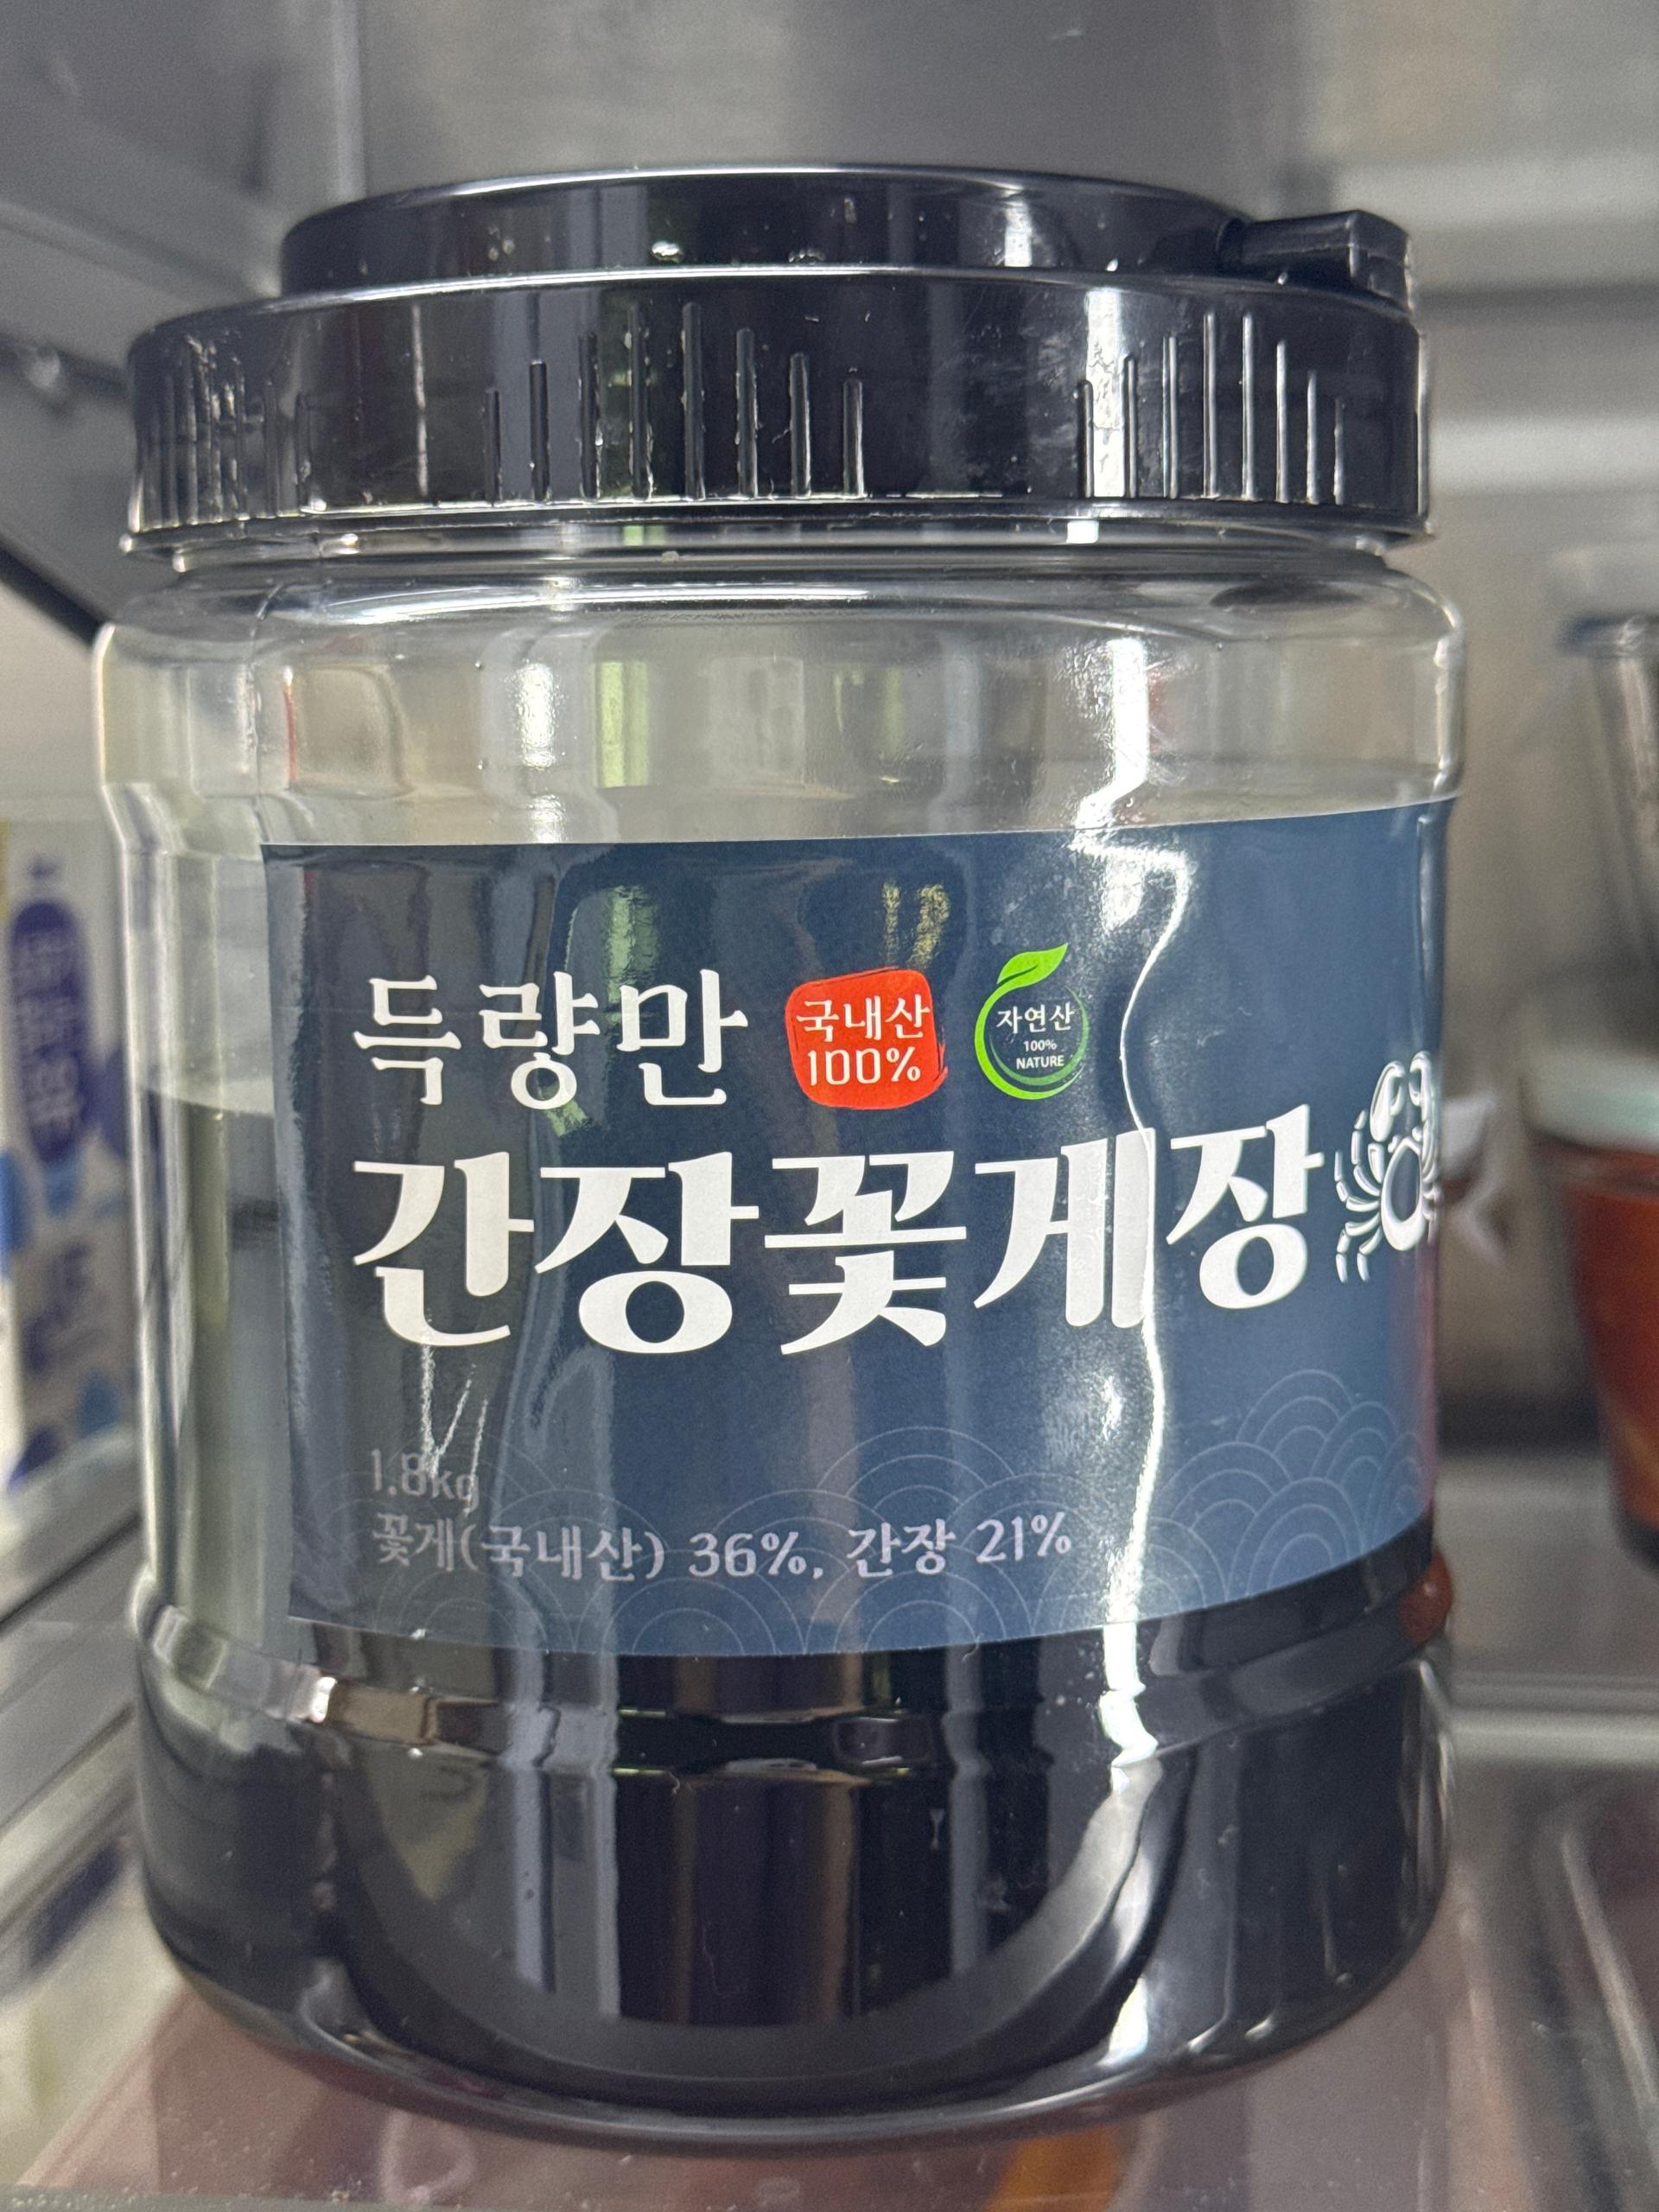 득량만
국내산
100%
자연산
100%
NATURE
간장꽃게장
1.8kg
꽃게(국내산) 36%, 간장 21%